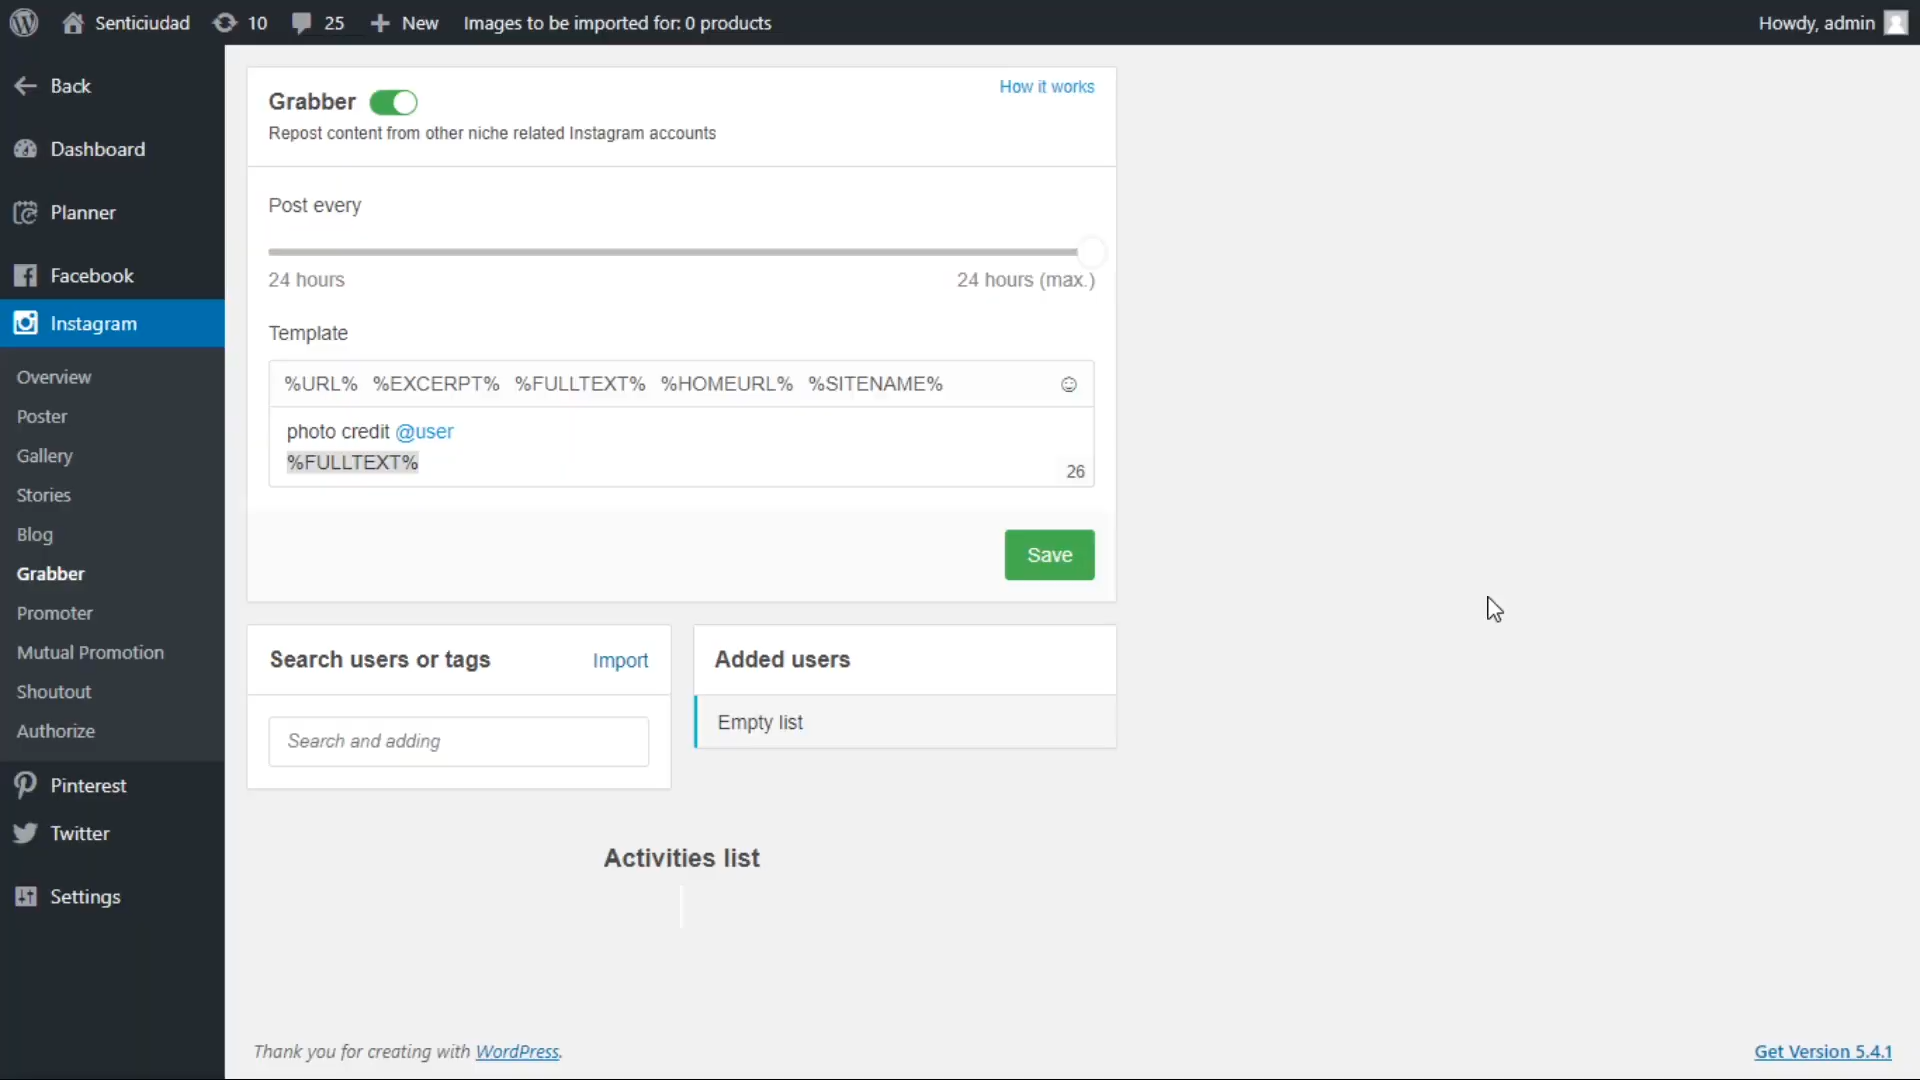 Senticiudad 10 25 New Images to be imported for: 0 products Howdy, admin
Back
Dashboard
Planner
Facebook
Instagram
Overview
Poster
Gallery
Stories
Blog
Grabber
Promoter
Mutual Promotion
Shoutout
Authorize
Pinterest
Twitter
Settings
Grabber
How it works
Repost content from other niche related Instagram accounts
Post every
24 hours 24 hours (max.)
Template
%URL% %EXCERPT% %FULLTEXT% %HOMEURL% %SITENAME%
photo credit @user
%FULLTEXT%
26
Save
Search users or tags Import
Search and adding
Added users
Empty list
Activities list
Thank you for creating with WordPress.
Get Version 5.4.1